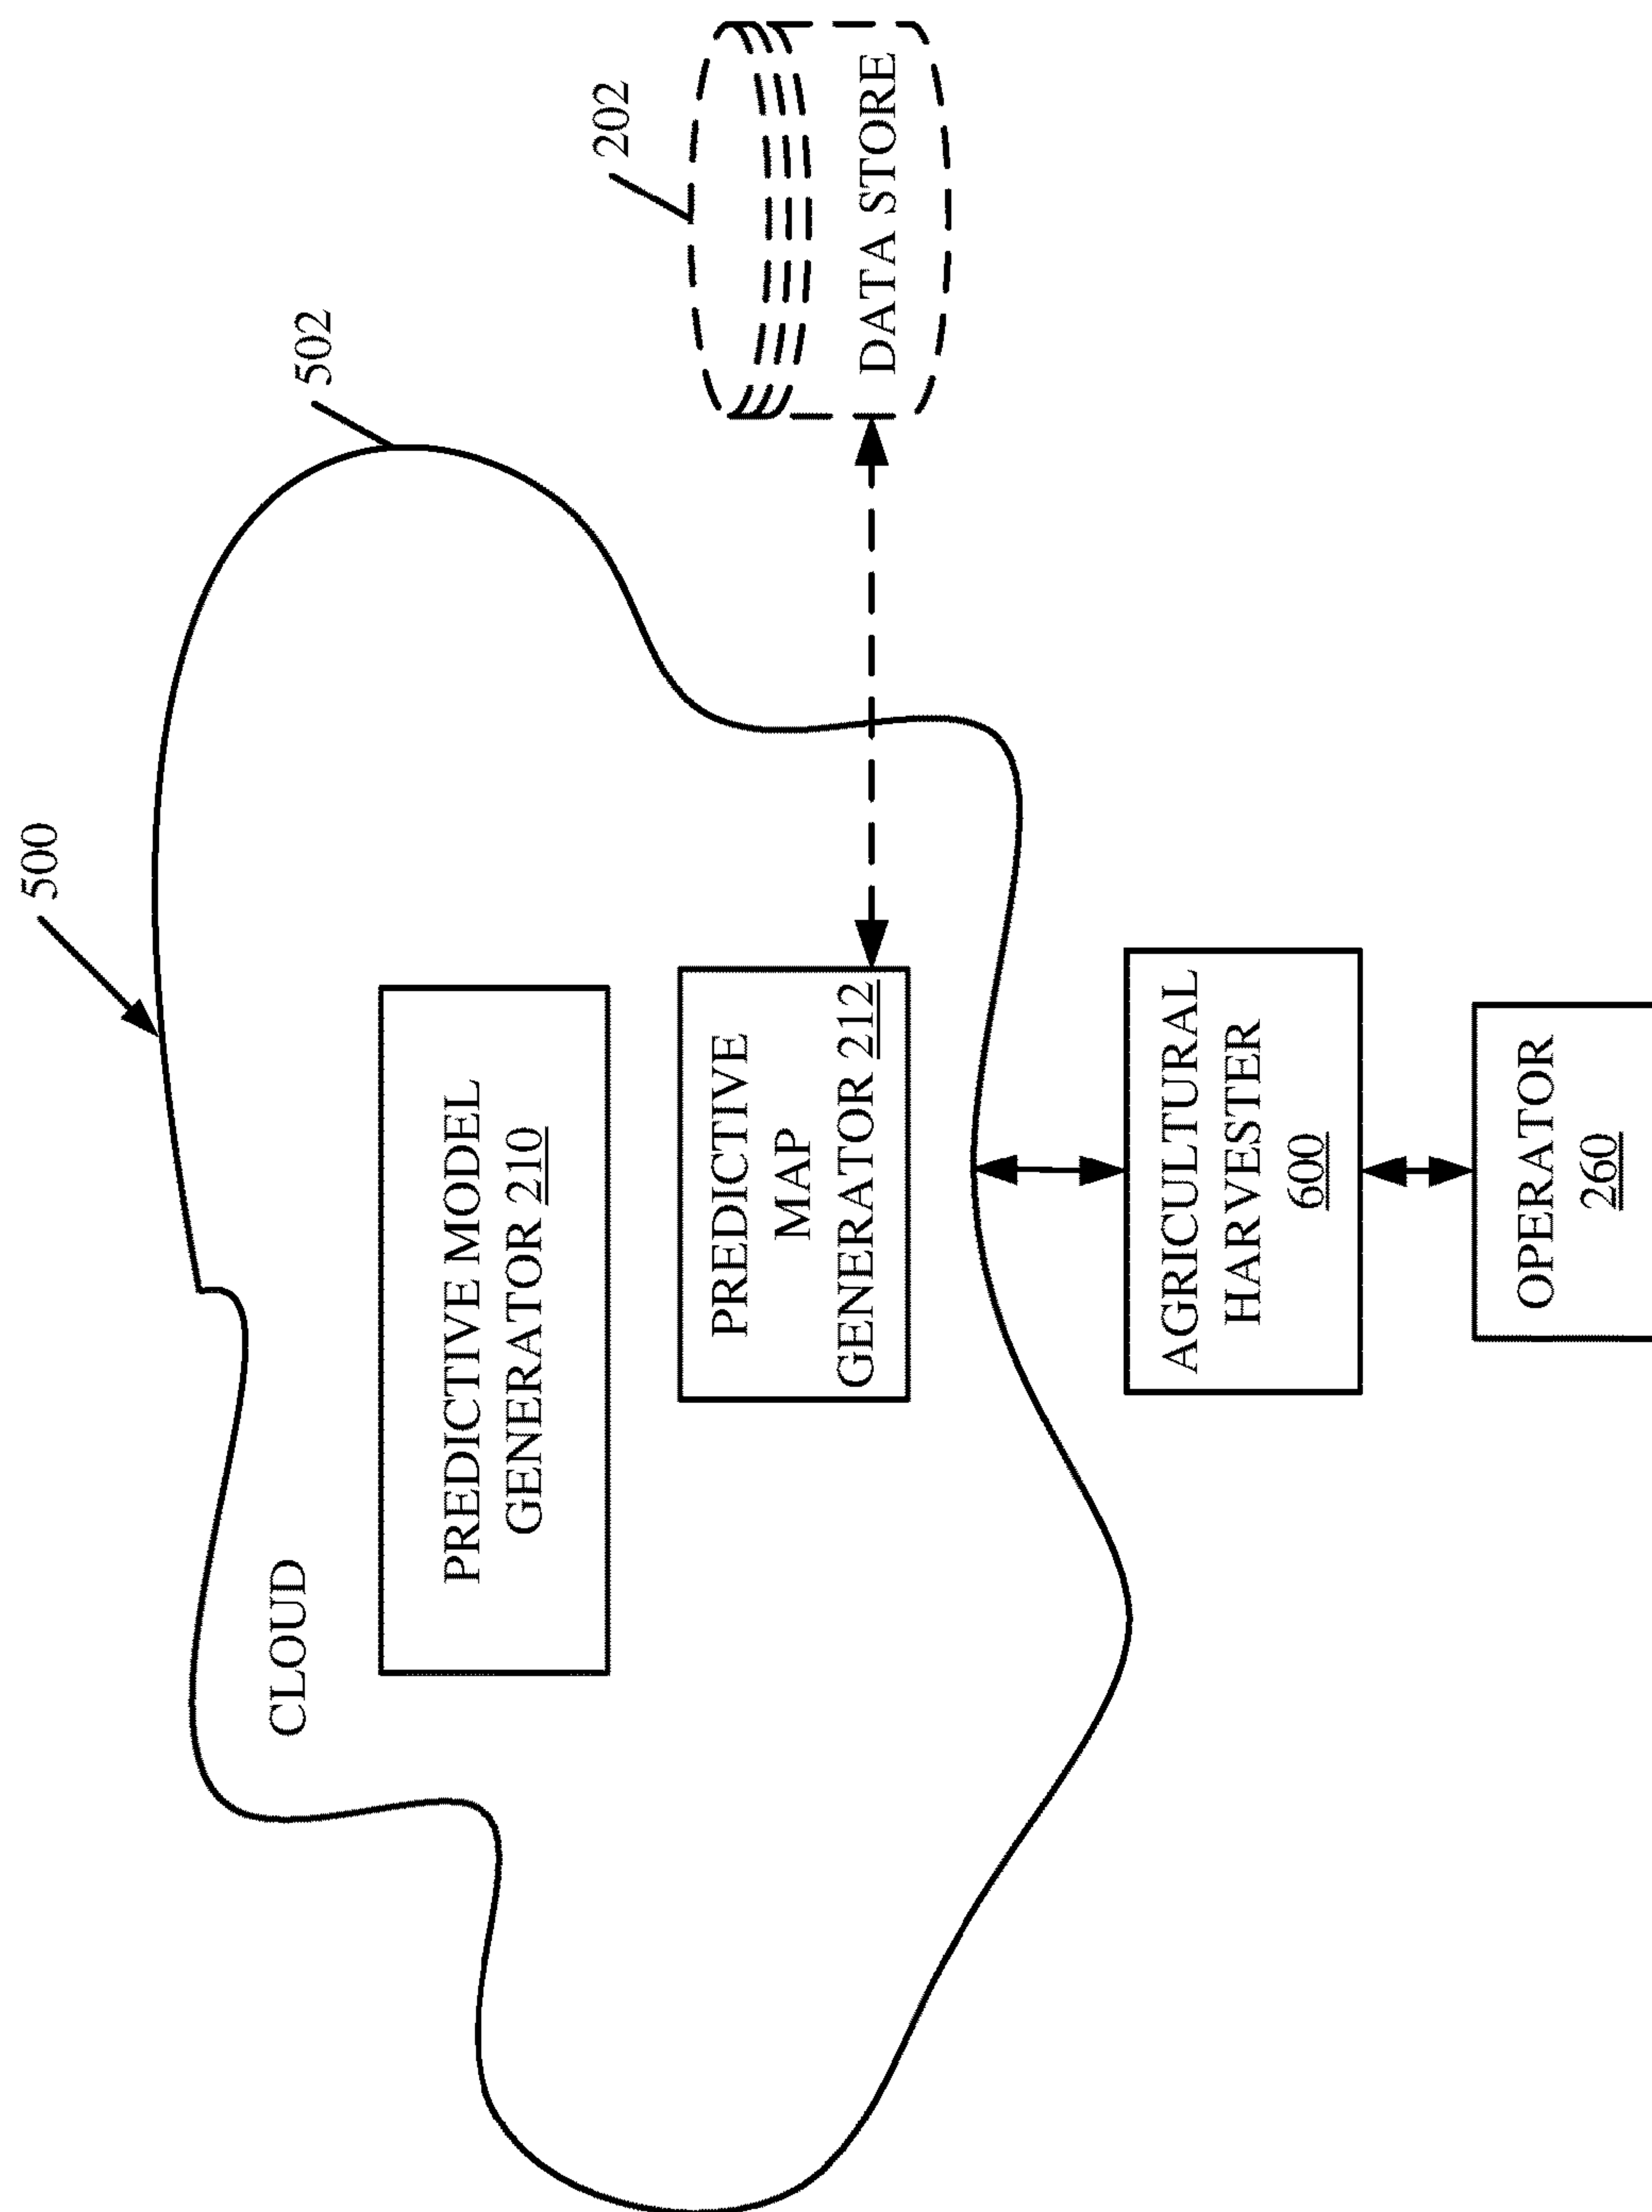 500
502
CLOUD
PREDICTIVE MODEL
GENERATOR 210
202
PREDICTIVE
MAP
GENERATOR 212
DATA STORE
AGRICULTURAL
HARVESTER
600
OPERATOR
260